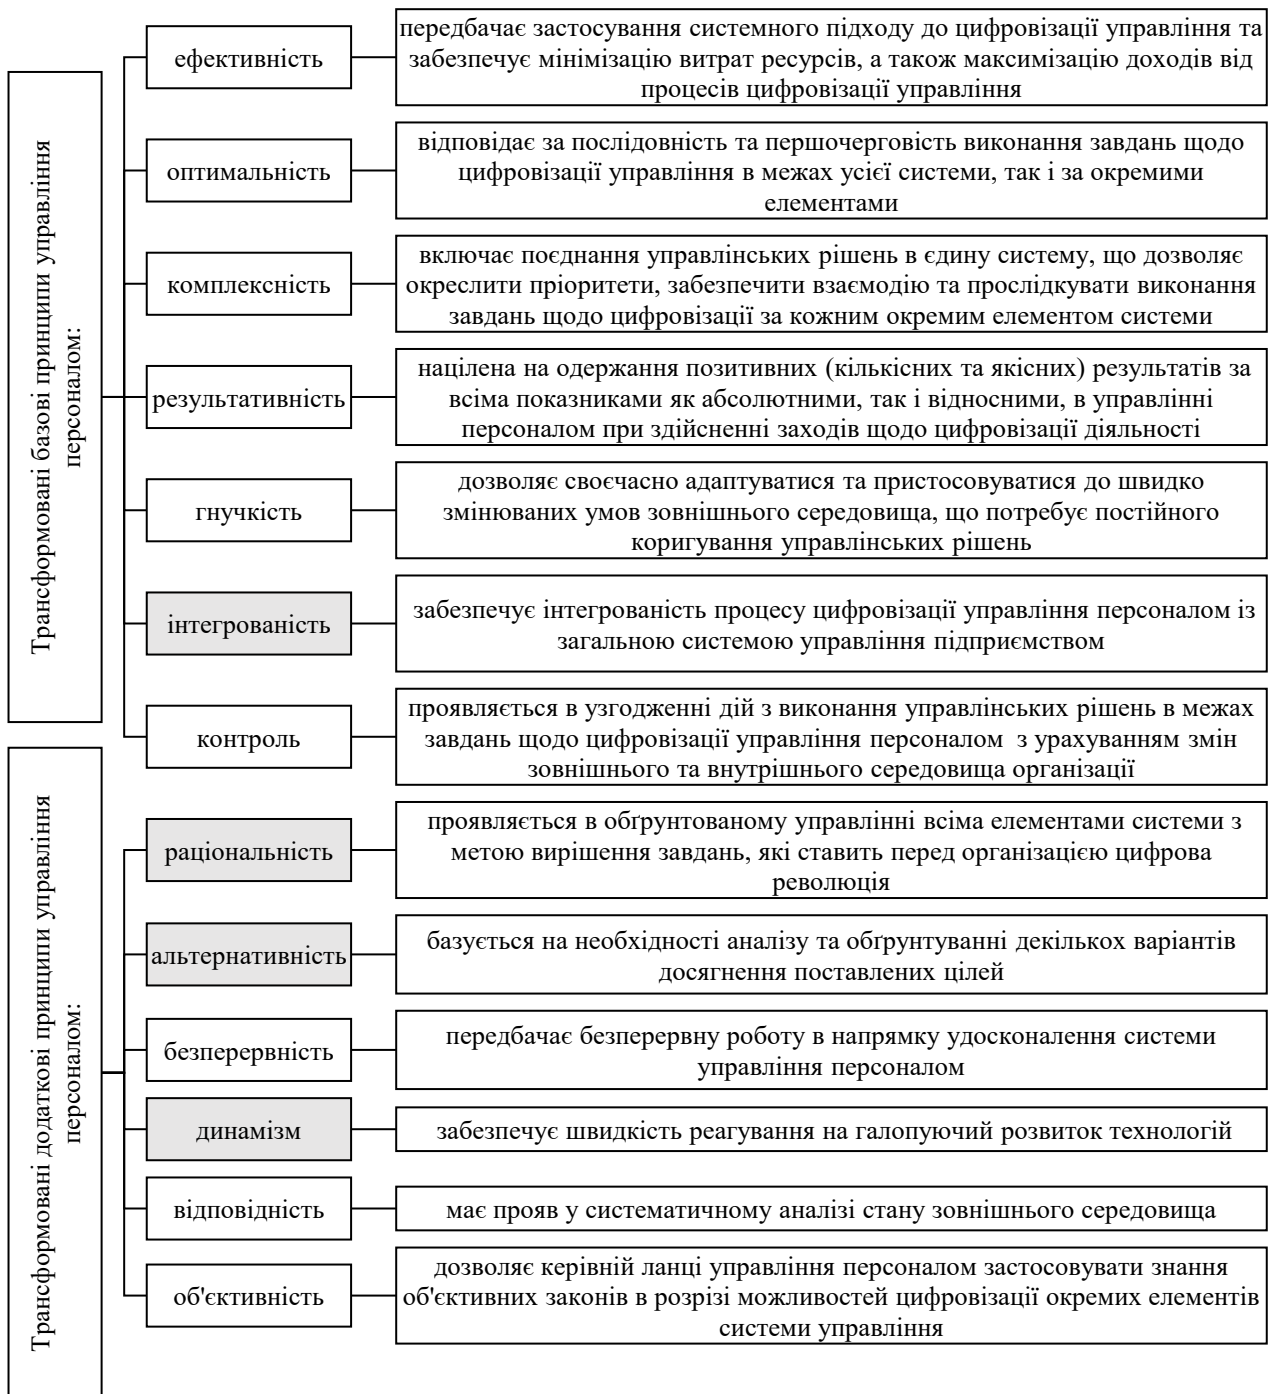 Трансформовані базові принципи управління
персоналом:
ефективність
передбачає застосування системного підходу до цифровізації управління та
забезпечує мінімізацію витрат ресурсів, а також максимізацію доходів від
процесів цифровізації управління
оптимальність
відповідає за послідовність та першочерговість виконання завдань щодо
цифровізації управління в межах усієї системи, так і за окремими
елементами
комплексність
включає поєднання управлінських рішень в єдину систему, що дозволяє
окреслити пріоритети, забезпечити взаємодію та прослідкувати виконання
завдань щодо цифровізації за кожним окремим елементом системи
результативність
націлена на одержання позитивних (кількісних та якісних) результатів за
всіма показниками як абсолютними, так і відносними, в управлінні
персоналом при здійсненні заходів щодо цифровізації діяльності
гнучкість
дозволяє своєчасно адаптуватися та пристосовуватися до швидко
змінюваних умов зовнішнього середовища, що потребує постійного
коригування управлінських рішень
інтегрованість
забезпечує інтегрованість процесу цифровізації управління персоналом із
загальною системою управління підприємством
контроль
проявляється в узгодженні дій з виконання управлінських рішень в межах
завдань щодо цифровізації управління персоналом з урахуванням змін
зовнішнього та внутрішнього середовища організації
Трансформовані додаткові принципи управління
персоналом:
раціональність
проявляється в обґрунтованому управлінні всіма елементами системи з
метою вирішення завдань, які ставить перед організацією цифрова
революція
альтернативність
базується на необхідності аналізу та обґрунтуванні декількох варіантів
досягнення поставлених цілей
безперервність
передбачає безперервну роботу в напрямку удосконалення системи
управління персоналом
динамізм
забезпечує швидкість реагування на галопуючий розвиток технологій
відповідність
має прояв у систематичному аналізі стану зовнішнього середовища
об'єктивність
дозволяє керівній ланці управління персоналом застосовувати знання
об'єктивних законів в розрізі можливостей цифровізації окремих елементів
системи управління